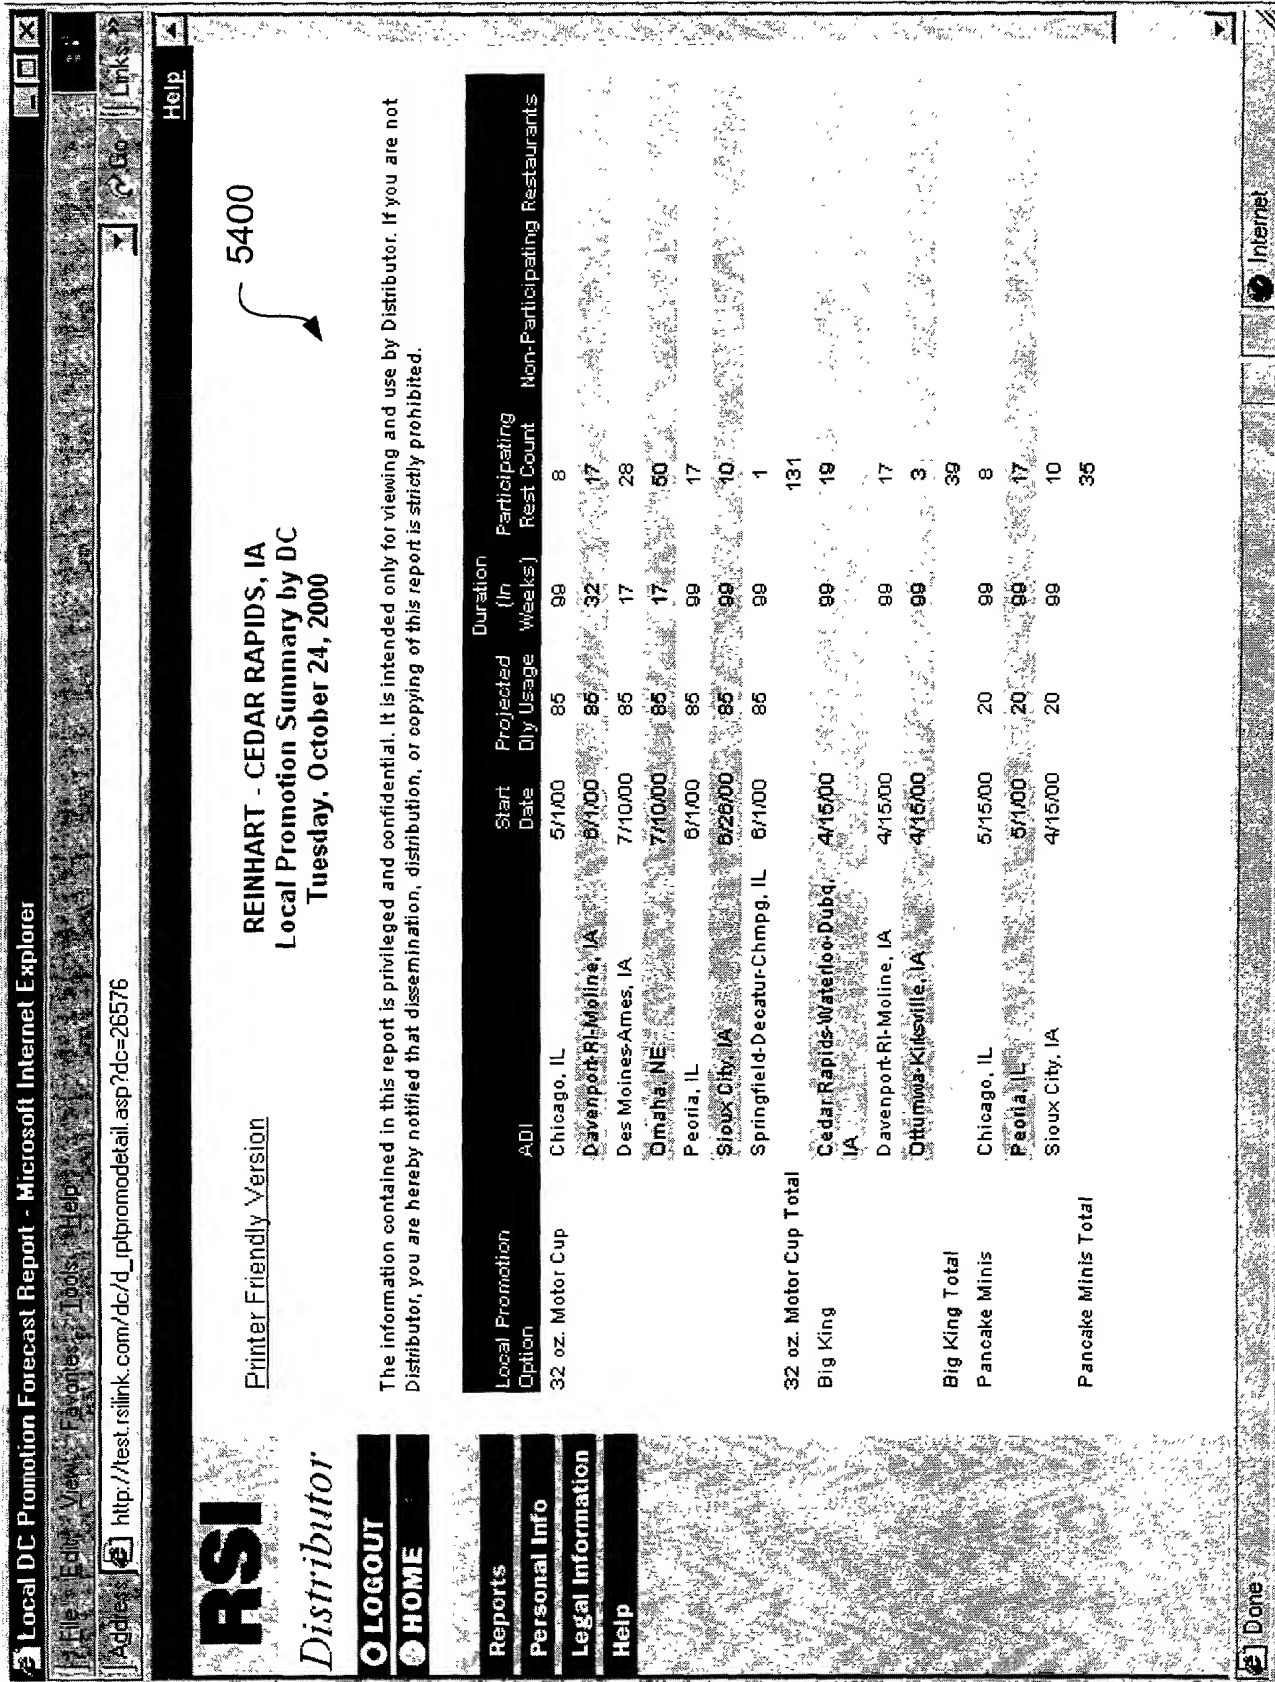 Local DC Promotion Forecast Report - Microsoft Internet Explorer
File Edit View Favorites Tools Help
Address http://test.rsilink.com/dc/d_rptpromodetail.asp?dc=26576 Go Links »
Help
RSI
Distributor
LOGOUT
HOME
Reports
Personal Info
Legal Information
Help
Printer Friendly Version
REINHART - CEDAR RAPIDS, IA
Local Promotion Summary by DC
Tuesday, October 24, 2000
5400
The information contained in this report is privileged and confidential. It is intended only for viewing and use by Distributor. If you are not
Distributor, you are hereby notified that dissemination, distribution, or copying of this report is strictly prohibited.
Local Promotion Option ADI Start Date Projected Dly Usage Duration (In Weeks) Participating Rest Count Non-Participating Restaurants
32 oz. Motor Cup Chicago, IL 5/1/00 85 99 8
Davenport-RI-Moline, IA 6/1/00 85 32 17
Des Moines-Ames, IA 7/10/00 85 17 28
Omaha, NE 7/10/00 85 17 50
Peoria, IL 6/1/00 85 99 17
Sioux City, IA 6/26/00 85 99 10
Springfield-Decatur-Chmpg, IL 6/1/00 85 99 1
32 oz. Motor Cup Total 131
Big King Cedar Rapids-Waterloo-Dubq, IA 4/15/00 99 19
Davenport-RI-Moline, IA 4/15/00 99 17
Ottumwa-Kirksville, IA 4/15/00 99 3
Big King Total 39
Pancake Minis Chicago, IL 5/15/00 20 99 8
Peoria, IL 5/1/00 20 99 17
Sioux City, IA 4/15/00 20 99 10
Pancake Minis Total 35
Done Internet